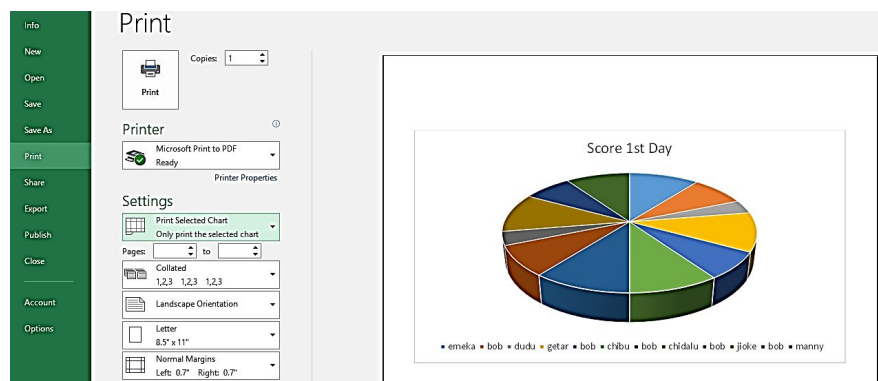 Info
New
Open
Save
Save As
Print
Share
Export
Publish
Close
Account
Options
Print
Print
Copies: 1
Printer
Microsoft Print to PDF
Ready
Printer Properties
Settings
Print Selected Chart
Only print the selected chart
Pages: to
Collated
1,2,3 1,2,3 1,2,3
Landscape Orientation
Letter
8.5" x 11"
Normal Margins
Left: 0.7" Right: 0.7"
Score 1st Day
emeka bob dudu getar bob chibu bob chidalu bob jioke bob manny